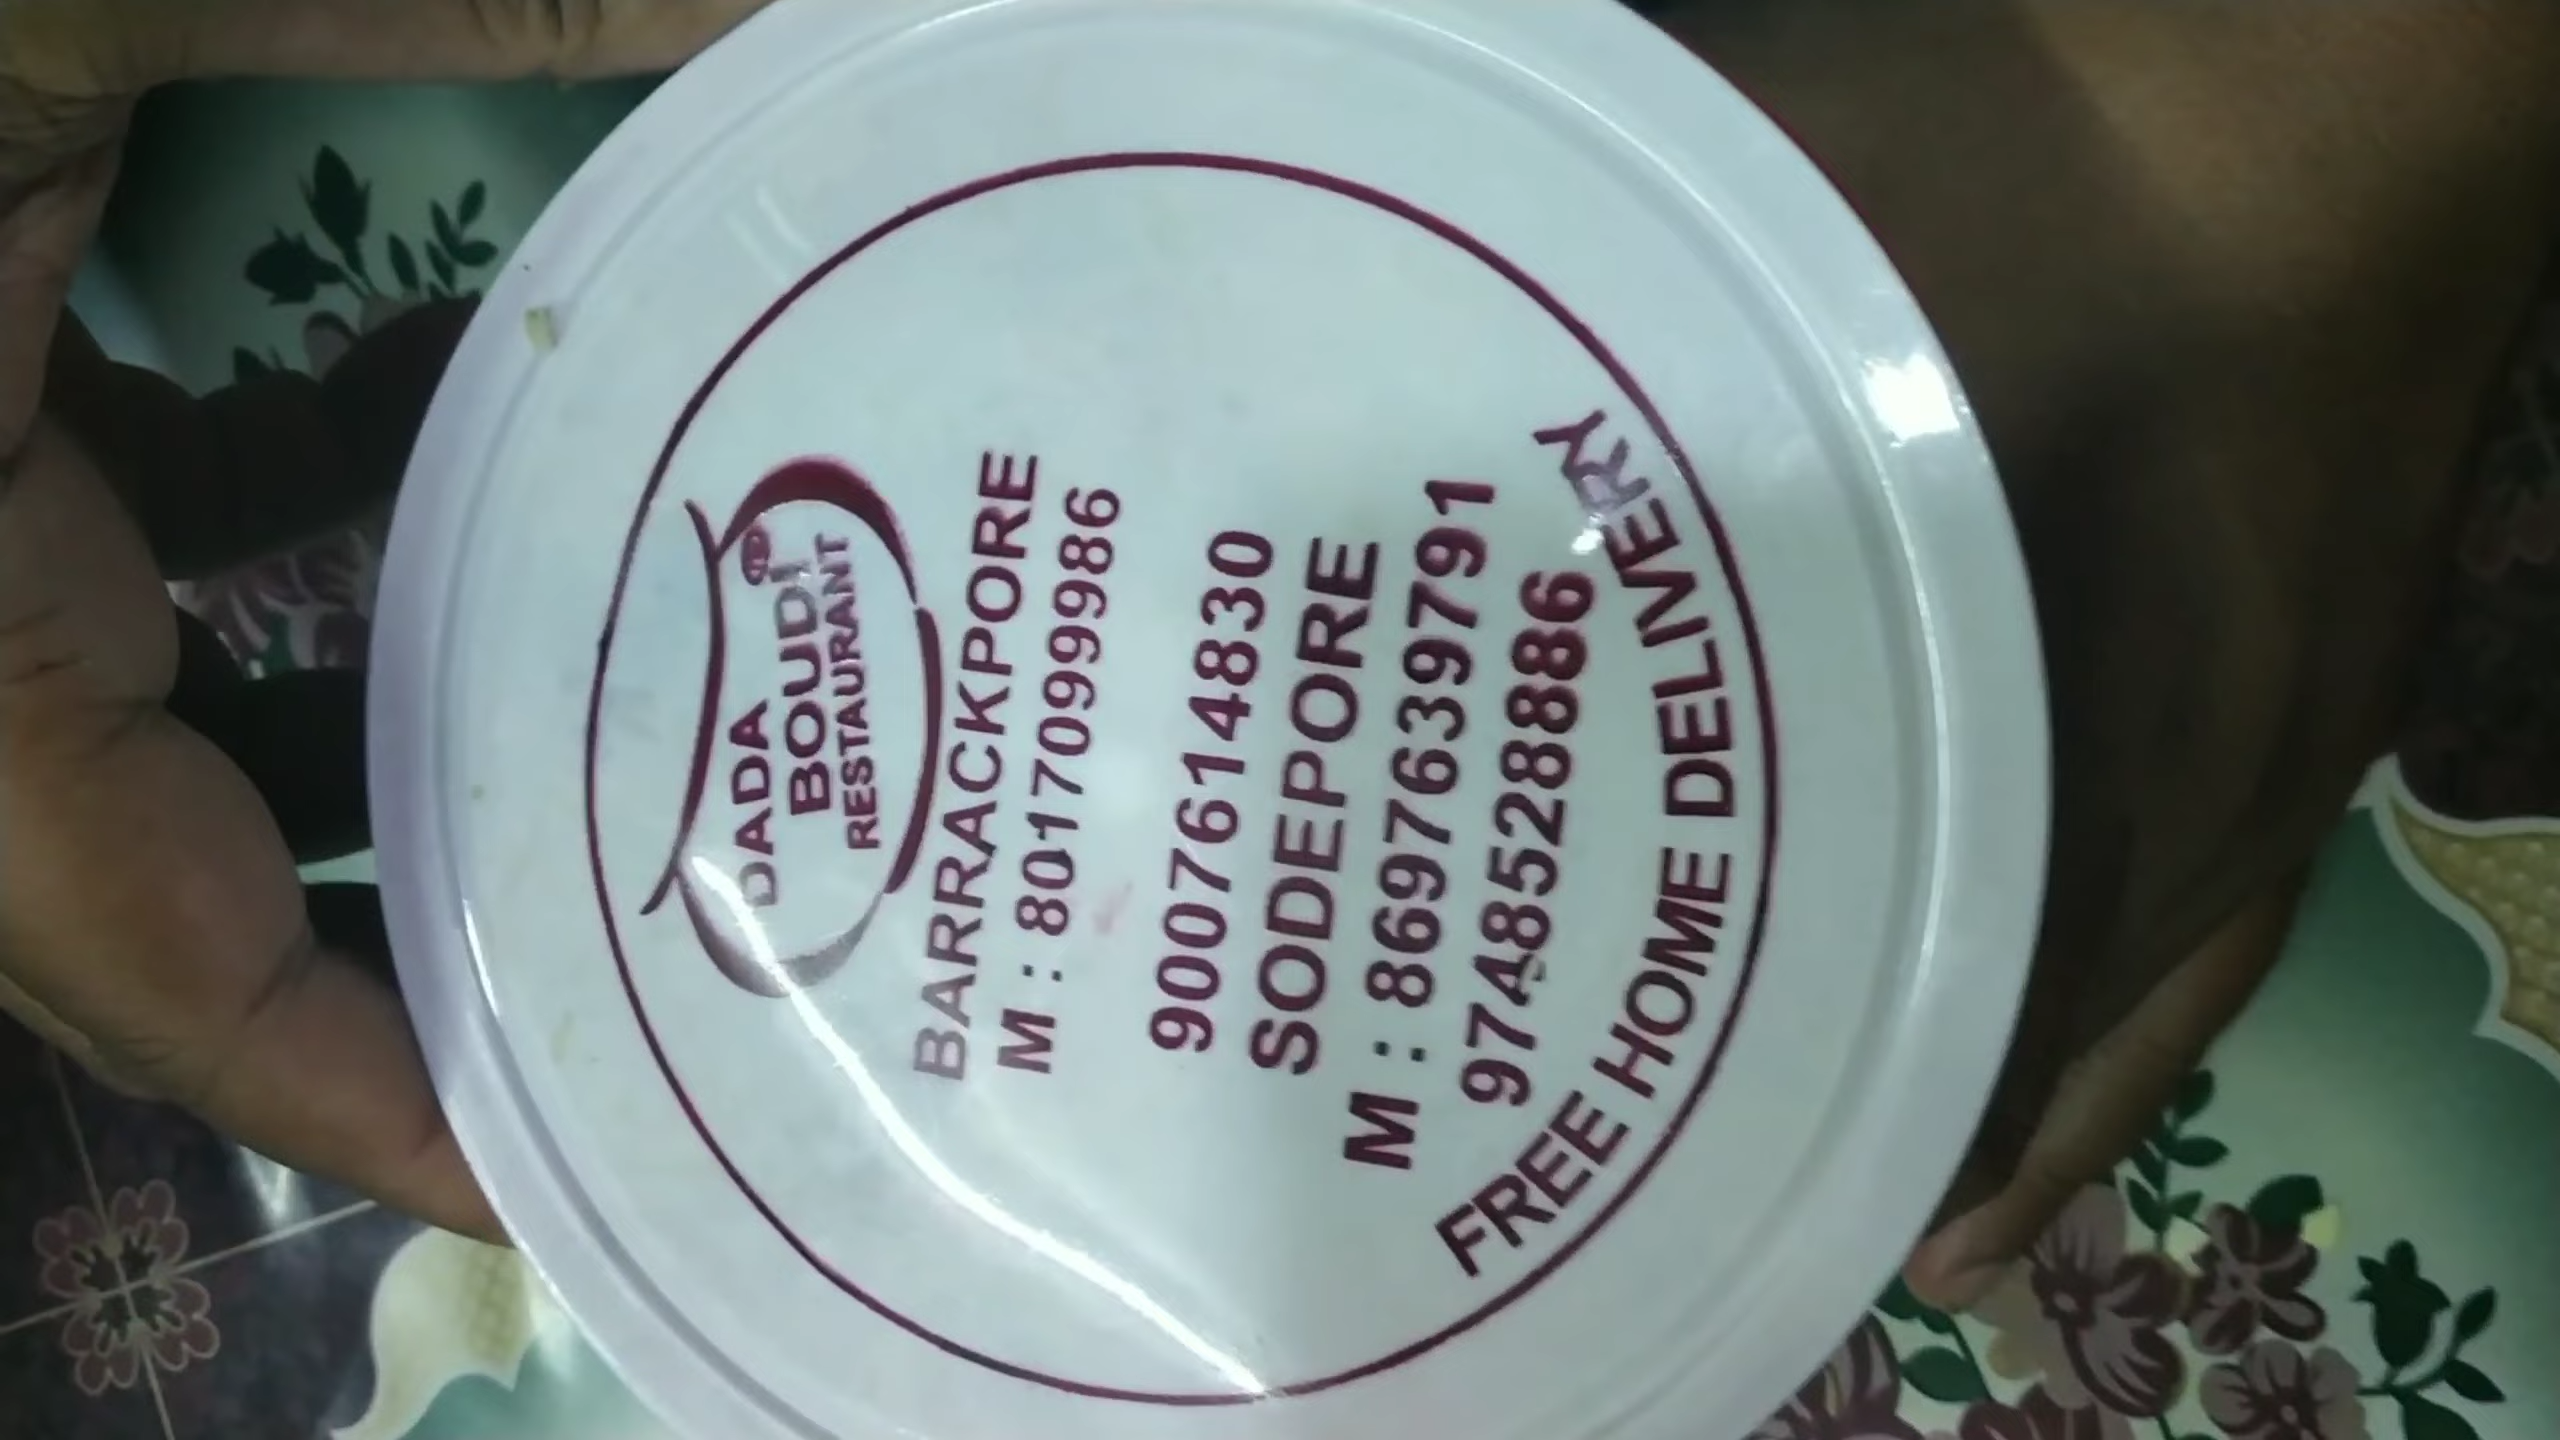 DADA
BOUDI
RESTAURANT
BARRACKPORE
M : 8017099986
9007614830
SODEPORE
M : 8697639791
9748528886
FREE HOME DELIVERY